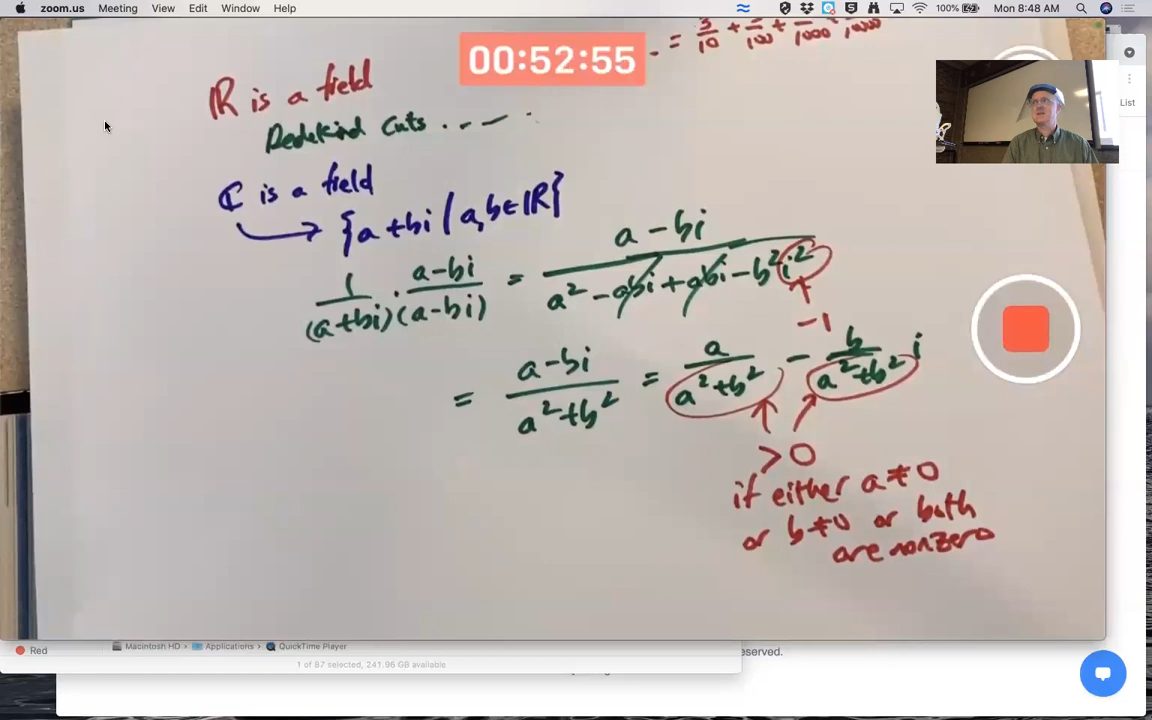 zoom.us Meeting View Edit Window Help
100% Mon 8:48 AM
= 3/10 + /100 + /1000 +
00:52:55
ℝ is a field
Dedekind cuts . . . - - .
ℂ is a field
→ {a + bi | a, b ∈ ℝ}
1/(a+bi) · (a-bi)/(a-bi) = (a - bi)/(a² - abi + abi - b²i²)
-1
= (a-bi)/(a²+b²) = a/(a²+b²) - b/(a²+b²) i
> 0
if either a ≠ 0
or b ≠ 0 or both
are nonzero
List
Red
Macintosh HD › Applications › QuickTime Player
1 of 87 selected, 241.96 GB available
eserved.